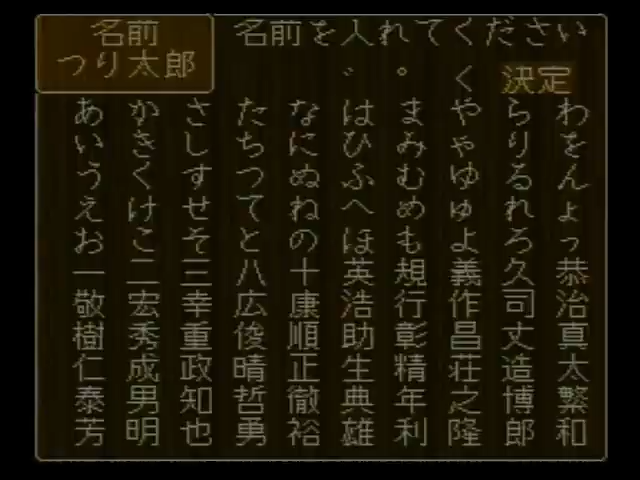 名前
つり太郎
名前を入れてください
゛ ゜ く 決定
あ か さ た な は ま や ら わ
い き し ち に ひ み ゃ り を
う く す つ ぬ ふ む ゆ る ん
え け せ て ね へ め ゅ れ ょ
お こ そ と の ほ も よ ろ っ
一 二 三 八 十 英 規 義 久 恭
敬 宏 幸 広 康 浩 行 作 司 治
樹 秀 重 俊 順 助 彰 昌 丈 真
仁 成 政 晴 正 生 精 荘 造 太
泰 男 知 哲 徹 典 年 之 博 繁
芳 明 也 勇 裕 雄 利 隆 郎 和